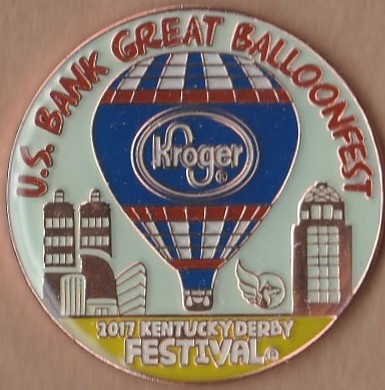 U.S. BANK GREAT BALLOONFEST
Kroger®
2017 KENTUCKY DERBY
FESTIVAL®